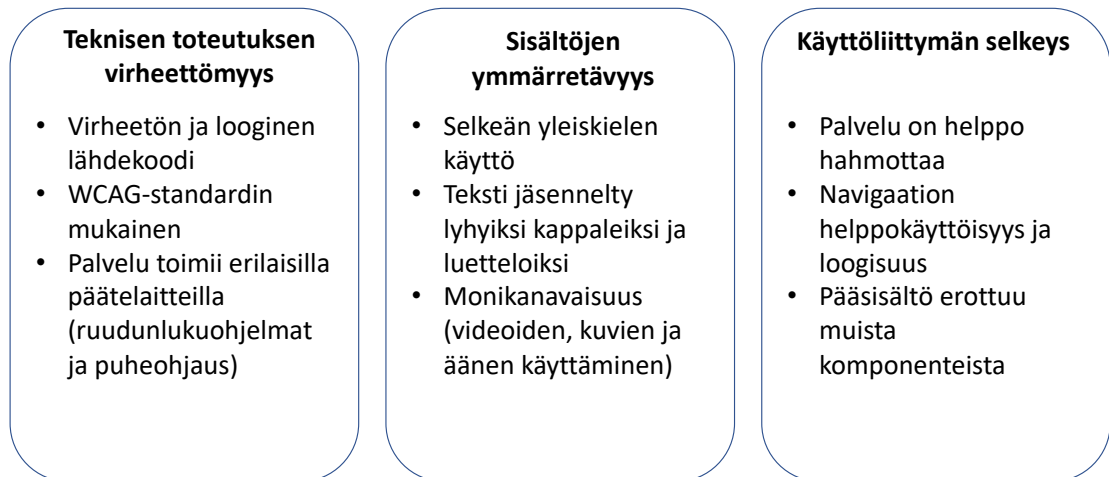 Teknisen toteutuksen
virheettömyys
• Virheetön ja looginen
lähdekoodi
• WCAG-standardin
mukainen
• Palvelu toimii erilaisilla
päätelaitteilla
(ruudunlukuohjelmat
ja puheohjaus)
Sisältöjen
ymmärretävyys
• Selkeän yleiskielen
käyttö
• Teksti jäsennelty
lyhyiksi kappaleiksi ja
luetteloiksi
• Monikanavaisuus
(videoiden, kuvien ja
äänen käyttäminen)
Käyttöliittymän selkeys
• Palvelu on helppo
hahmottaa
• Navigaation
helppokäyttöisyys ja
loogisuus
• Pääsisältö erottuu
muista
komponenteista